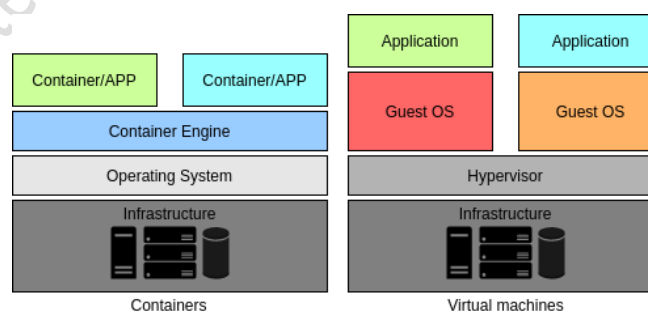 Application
Application
Container/APP
Container/APP
Guest OS
Guest OS
Container Engine
Operating System
Hypervisor
Infrastructure
Infrastructure
Containers
Virtual machines